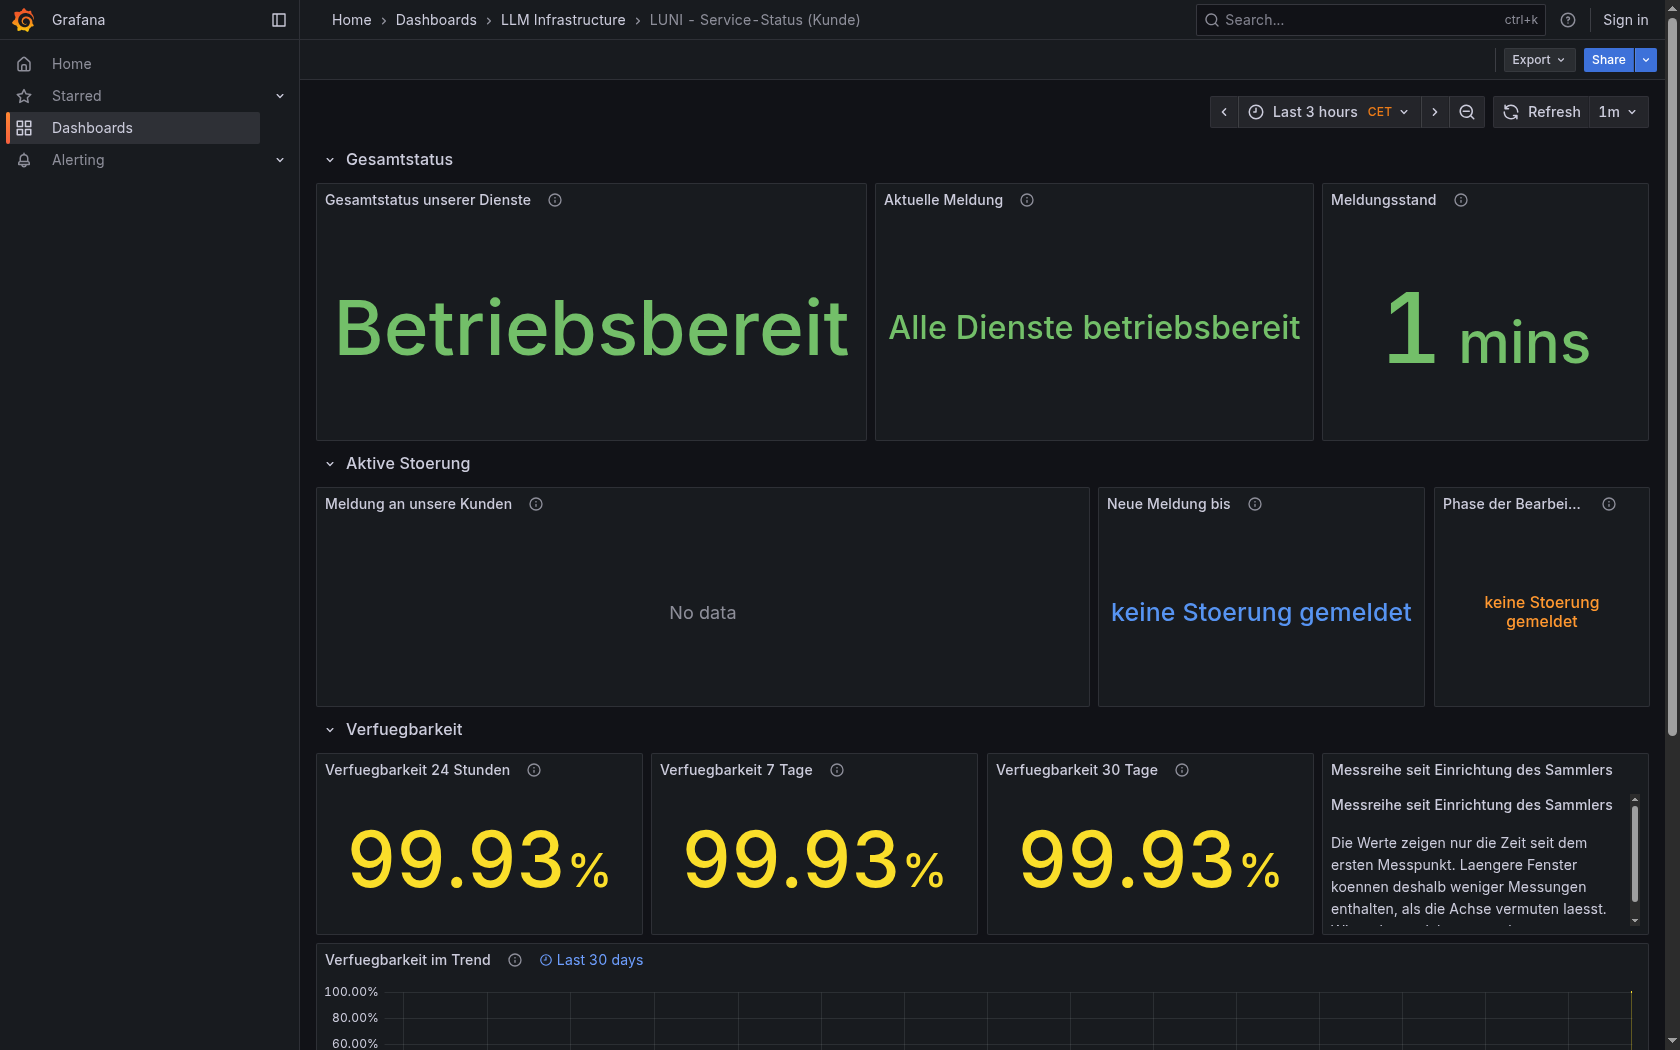 Grafana
Home › Dashboards › LLM Infrastructure › LUNI - Service-Status (Kunde)
Search...
ctrl+k
Sign in
Home
Starred
Dashboards
Alerting
Export
Share
Last 3 hours CET
Refresh
1m
Gesamtstatus
Gesamtstatus unserer Dienste
Betriebsbereit
Aktuelle Meldung
Alle Dienste betriebsbereit
Meldungsstand
1 mins
Aktive Stoerung
Meldung an unsere Kunden
No data
Neue Meldung bis
keine Stoerung gemeldet
Phase der Bearbei...
keine Stoerung
gemeldet
Verfuegbarkeit
Verfuegbarkeit 24 Stunden
99.93%
Verfuegbarkeit 7 Tage
99.93%
Verfuegbarkeit 30 Tage
99.93%
Messreihe seit Einrichtung des Sammlers
Messreihe seit Einrichtung des Sammlers
Die Werte zeigen nur die Zeit seit dem
ersten Messpunkt. Laengere Fenster
koennen deshalb weniger Messungen
enthalten, als die Achse vermuten laesst.
Verfuegbarkeit im Trend
Last 30 days
100.00%
80.00%
60.00%